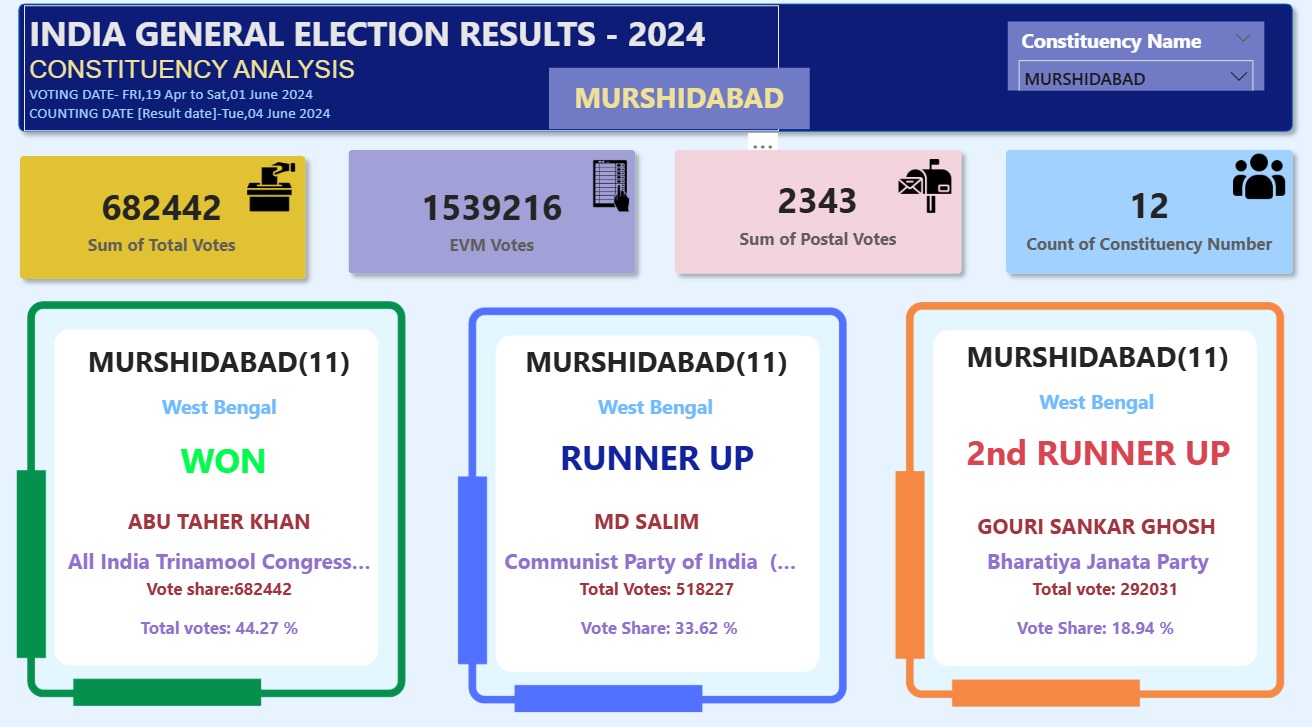 INDIA GENERAL ELECTION RESULTS - 2024
CONSTITUENCY ANALYSIS
VOTING DATE- FRI,19 Apr to Sat,01 June 2024
COUNTING DATE [Result date]-Tue,04 June 2024
MURSHIDABAD
Constituency Name
MURSHIDABAD
...
682442
Sum of Total Votes
1539216
EVM Votes
2343
Sum of Postal Votes
12
Count of Constituency Number
MURSHIDABAD(11)
West Bengal
WON
ABU TAHER KHAN
All India Trinamool Congress...
Vote share:682442
Total votes: 44.27 %
MURSHIDABAD(11)
West Bengal
RUNNER UP
MD SALIM
Communist Party of India  (...
Total Votes: 518227
Vote Share: 33.62 %
MURSHIDABAD(11)
West Bengal
2nd RUNNER UP
GOURI SANKAR GHOSH
Bharatiya Janata Party
Total vote: 292031
Vote Share: 18.94 %